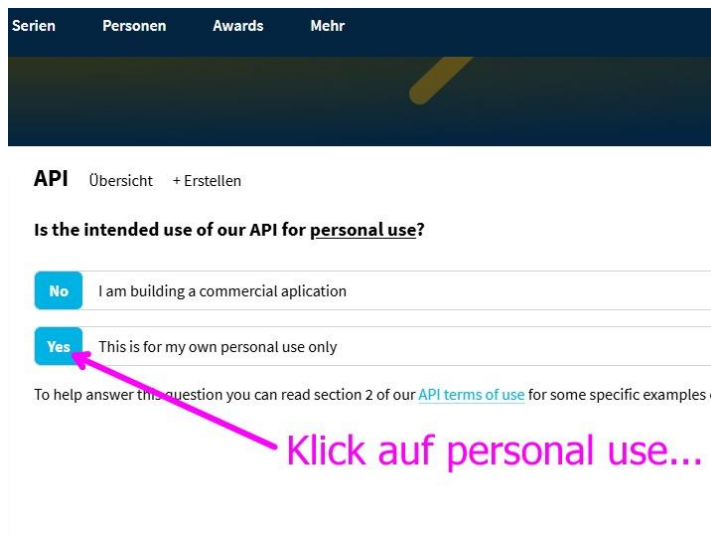 Serien Personen Awards Mehr
API Übersicht + Erstellen
Is the intended use of our API for personal use?
No I am building a commercial aplication
Yes This is for my own personal use only
To help answer this question you can read section 2 of our API terms of use for some specific examples
Klick auf personal use...